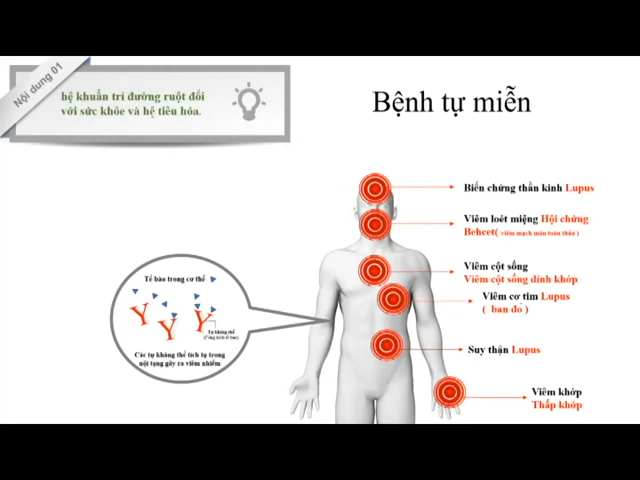 Nội dung 01
hệ khuẩn trí đường ruột đối
với sức khỏe và hệ tiêu hóa.
Bệnh tự miễn
Biến chứng thần kinh Lupus
Viêm loét miệng Hội chứng
Behcet( viêm mạch máu toàn thân )
Viêm cột sống
Viêm cột sống dính khớp
Viêm cơ tim Lupus
( ban đỏ )
Suy thận Lupus
Viêm khớp
Thấp khớp
Tế bào trong cơ thể
Tự kháng thể
Các tự kháng thể tích tụ trong
nội tạng gây ra viêm nhiễm